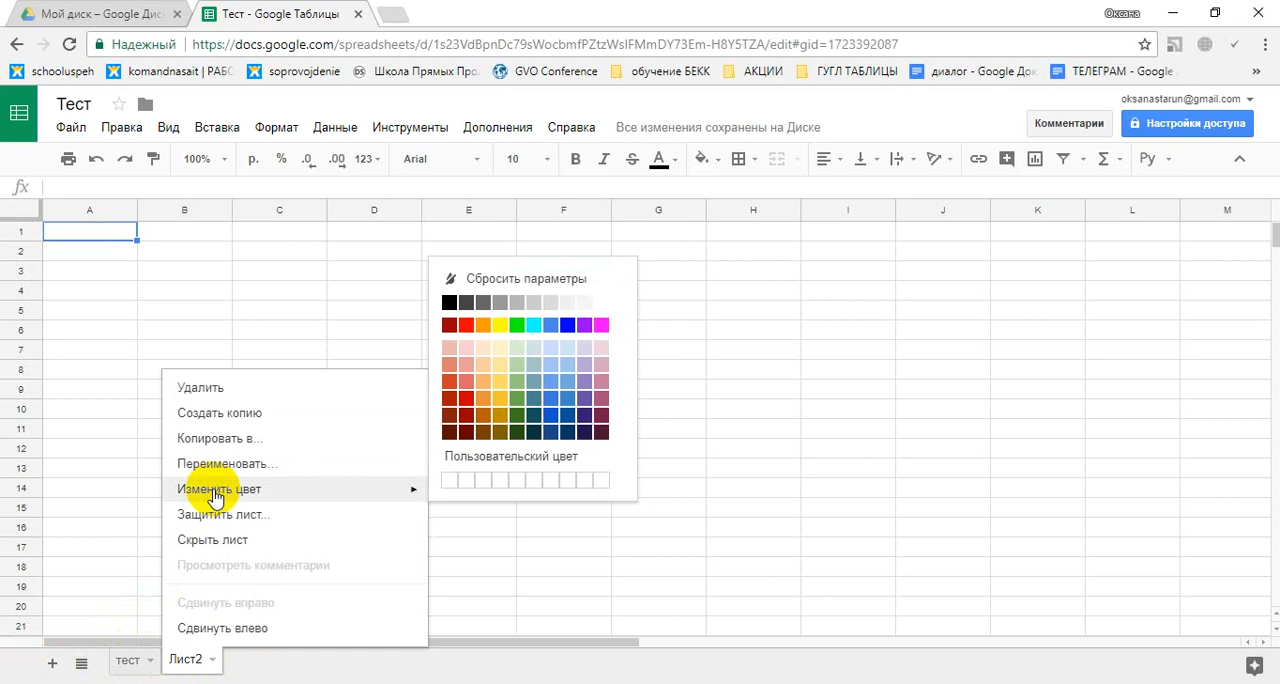 Мой диск – Google Дис
Тест - Google Таблицы
Оксана
Надежный
https://docs.google.com/spreadsheets/d/1s23VdBpnDc79sWocbmfPZtzWsIFMmDY73Em-H8Y5TZA/edit#gid=1723392087
schooluspeh
komandnasait | РАБС
soprovojdenie
Школа Прямых Про
GVO Conference
обучение БЕКК
АКЦИИ
ГУГЛ ТАБЛИЦЫ
диалог - Google Док
ТЕЛЕГРАМ - Google
»
Тест
oksanastarun@gmail.com
Файл Правка Вид Вставка Формат Данные Инструменты Дополнения Справка Все изменения сохранены на Диске
Комментарии
Настройки доступа
100% р. % .0 .00 123 Arial 10 B I S A Σ Ру
fx
A B C D E F G H I J K L M
1
2
3
4
5
6
7
8
9
10
11
12
13
14
15
16
17
18
19
20
21
Сбросить параметры
Пользовательский цвет
Удалить
Создать копию
Копировать в...
Переименовать...
Изменить цвет
Защитить лист...
Скрыть лист
Просмотреть комментарии
Сдвинуть вправо
Сдвинуть влево
тест
Лист2